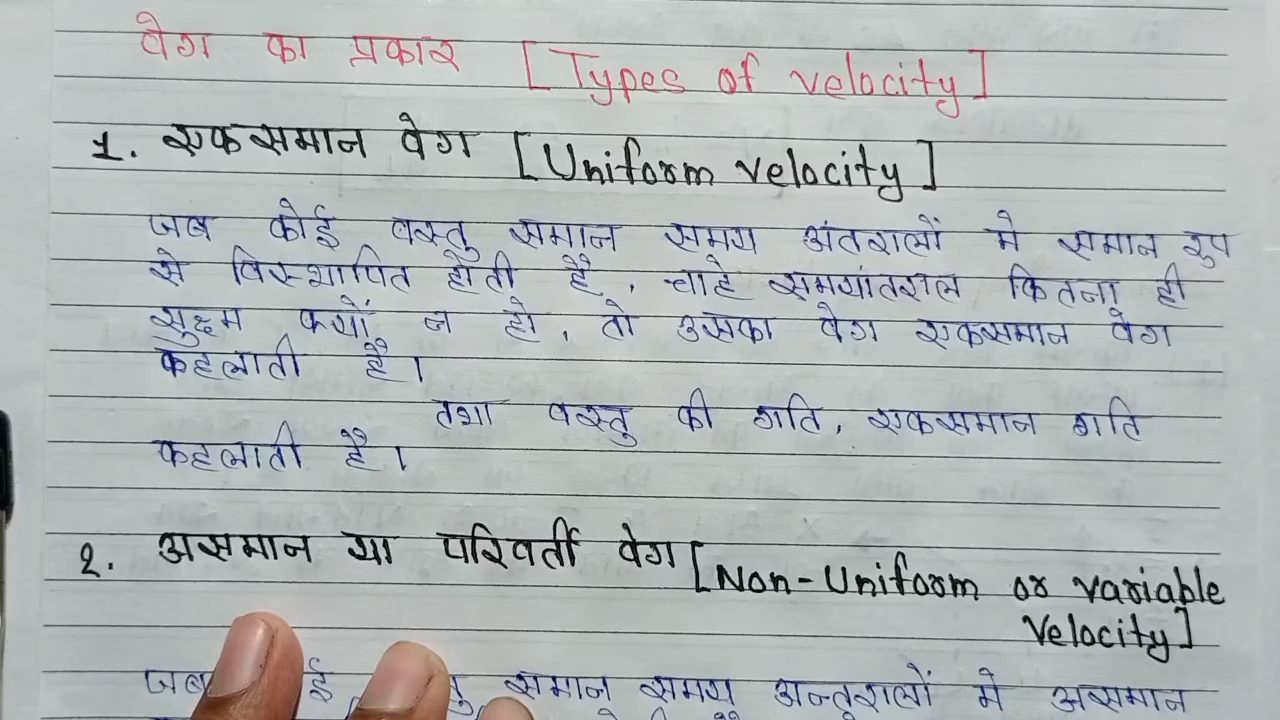 वेग का प्रकार [Types of velocity]
1. एकसमान वेग [Uniform velocity]
जब कोई वस्तु समान समय अंतरालों मे समान रुप
से विस्थापित होती है, चाहे समयांतराल कितना ही
सुक्ष्म क्यों न हो, तो उसका वेग एकसमान वेग
कहलाती है।
तथा वस्तु की गति, एकसमान गति
कहलाती है।
2. असमान या परिवर्ती वेग [Non-Uniform or variable
velocity]
जब समान समय अन्तरालों मे असमान